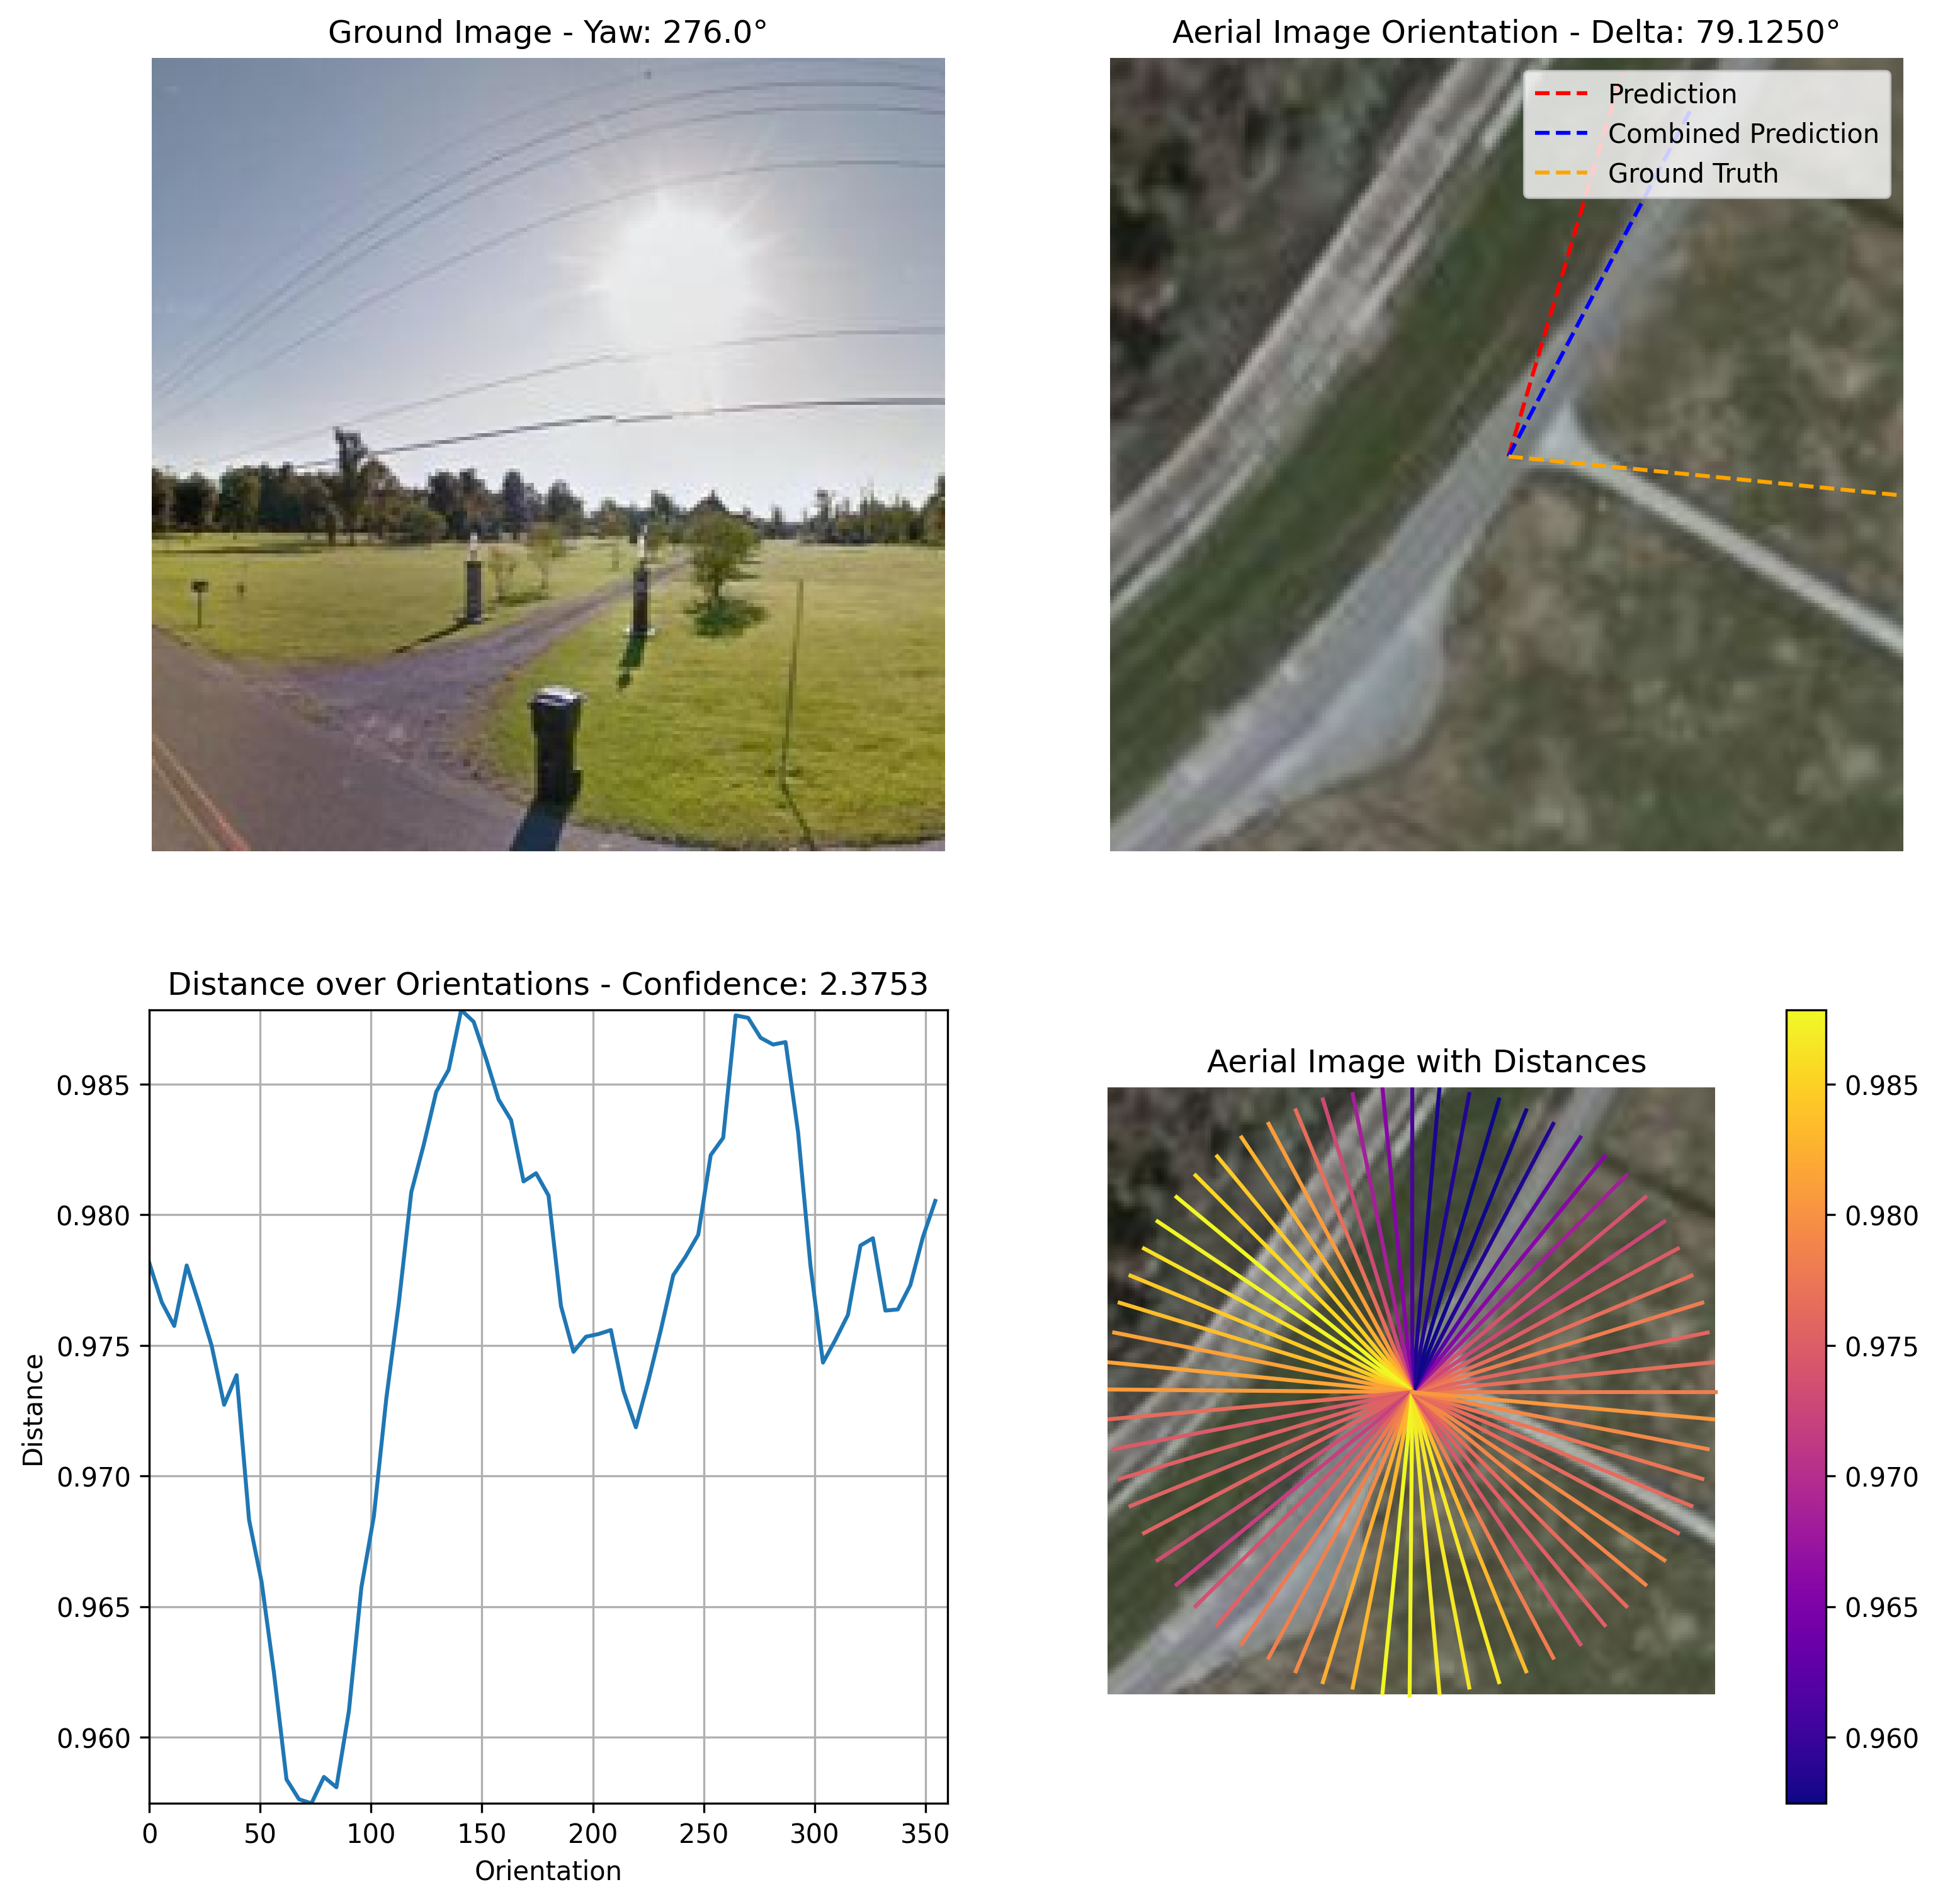 Ground Image - Yaw: 276.0°
Aerial Image Orientation - Delta: 79.1250°
Prediction
Combined Prediction
Ground Truth
Distance over Orientations - Confidence: 2.3753
0.985
0.980
0.975
0.970
0.965
0.960
Distance
0 50 100 150 200 250 300 350
Orientation
Aerial Image with Distances
0.985
0.980
0.975
0.970
0.965
0.960